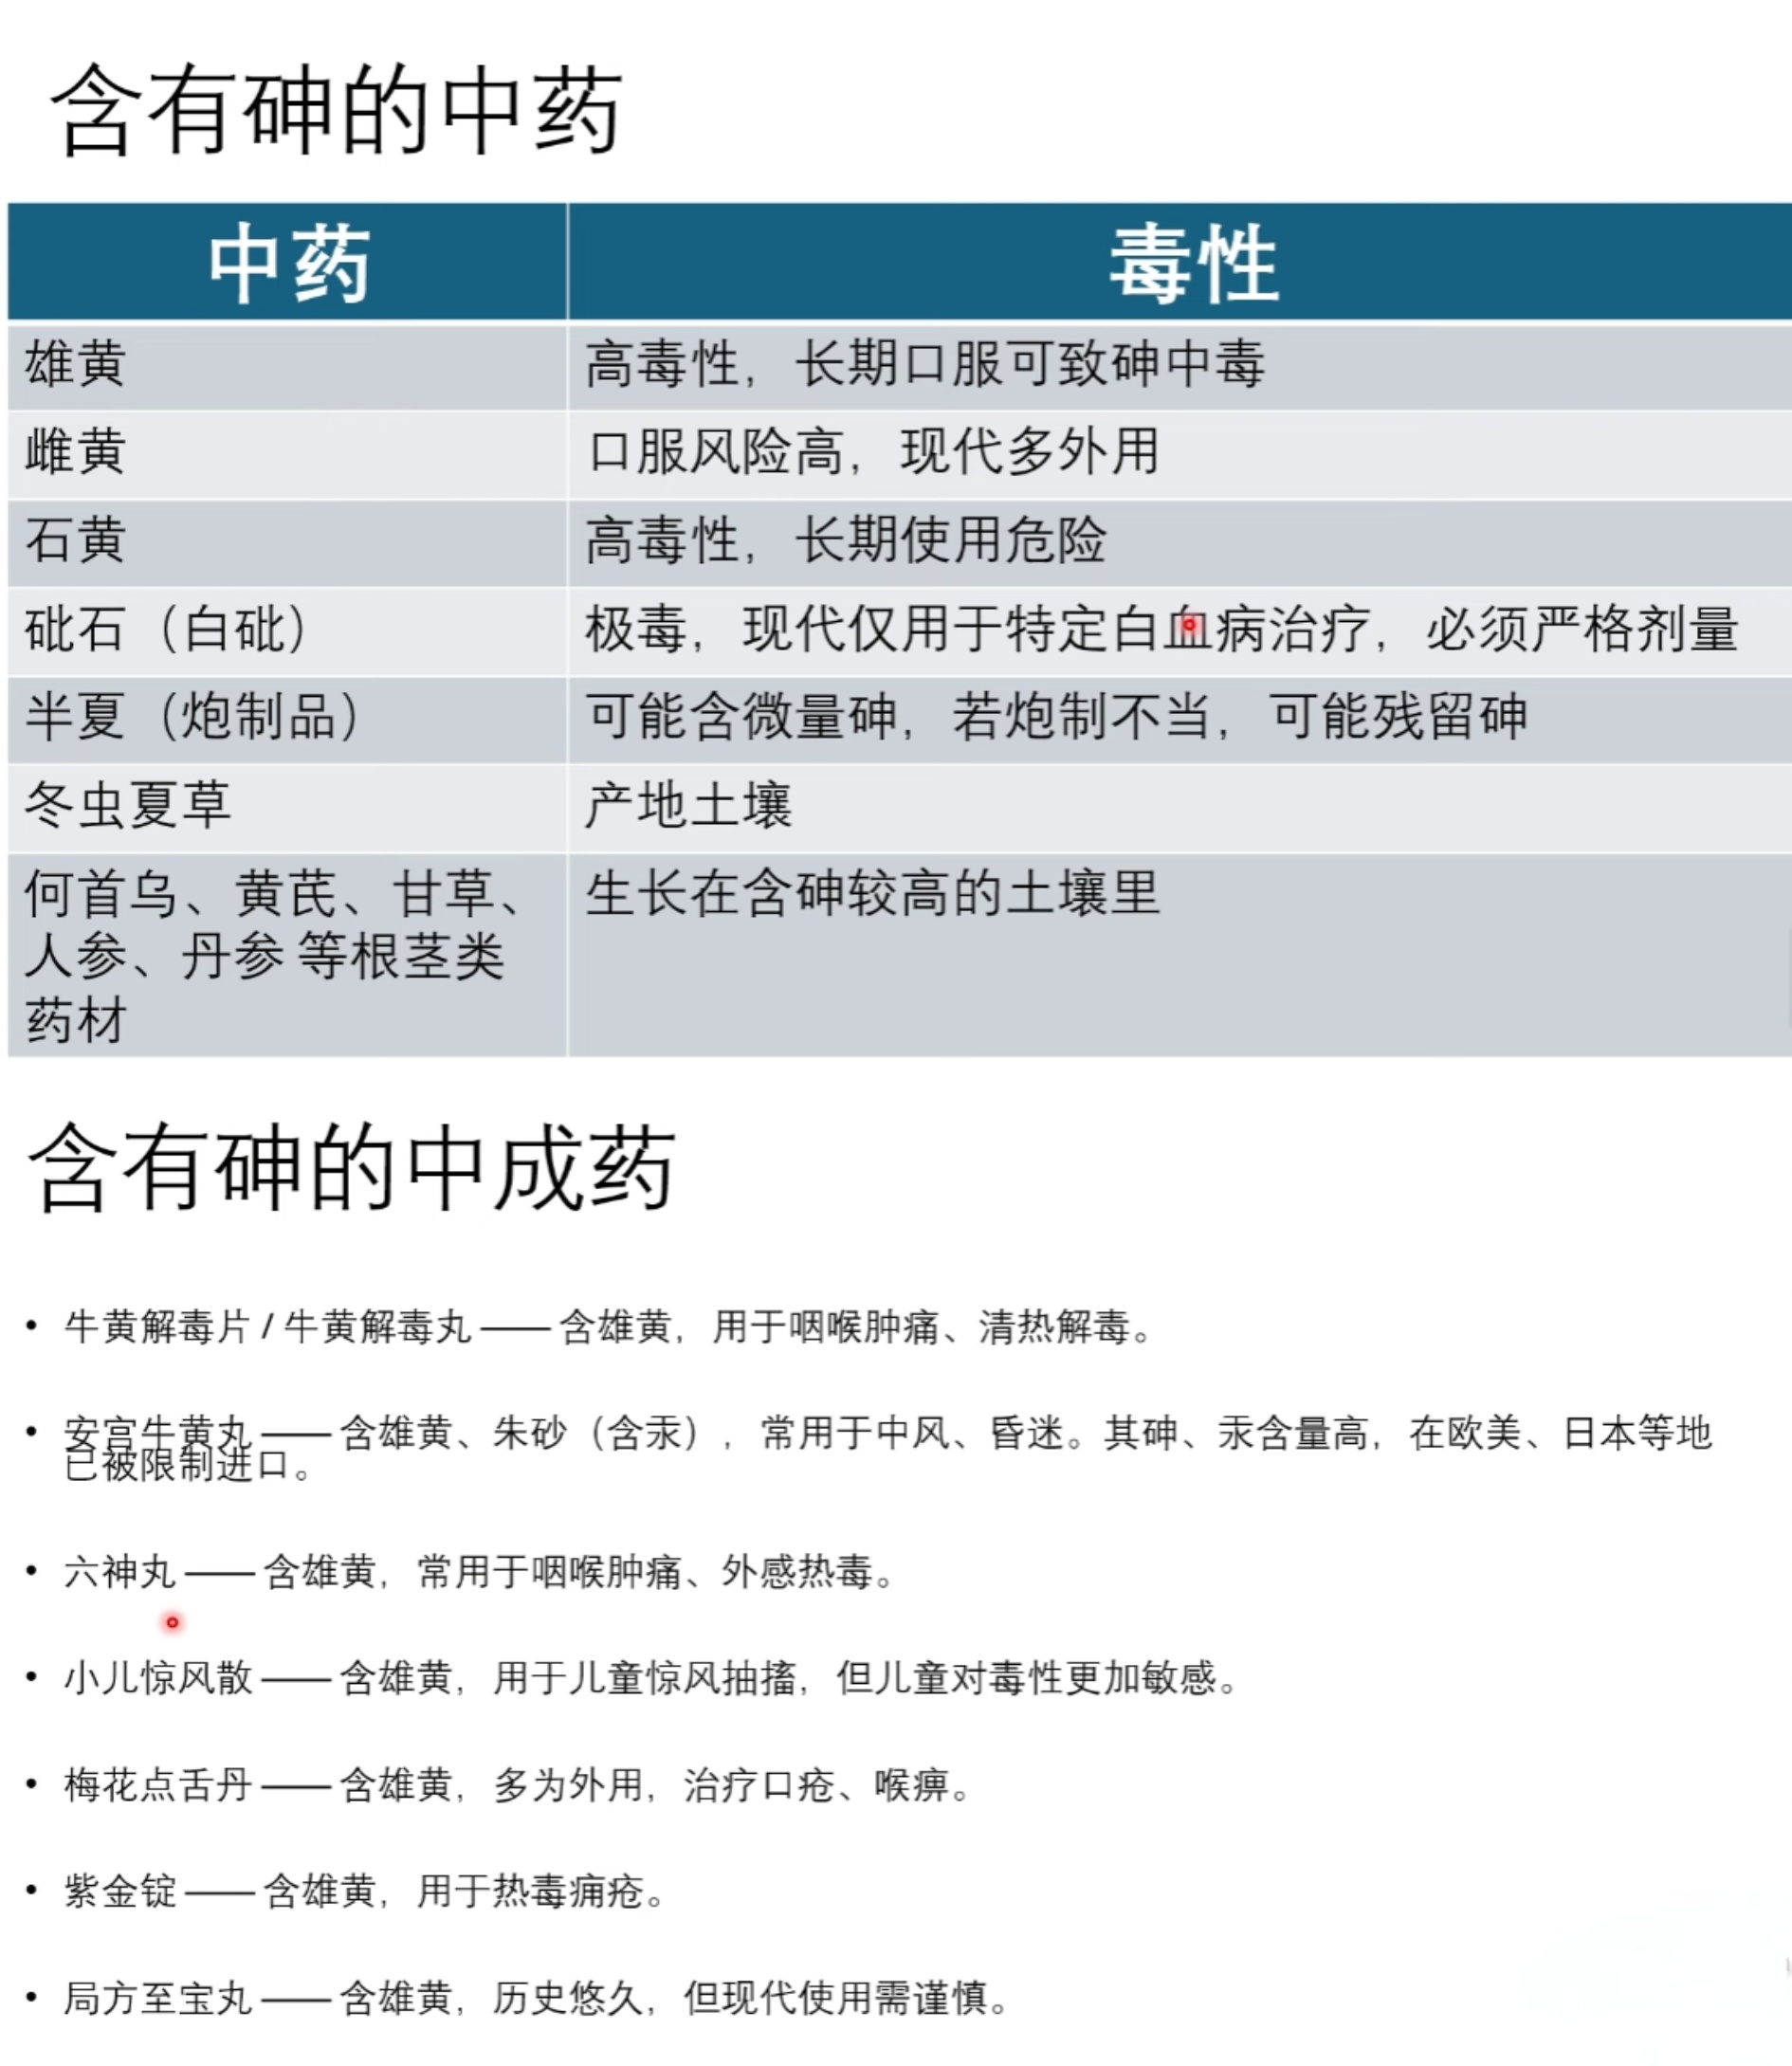 含有砷的中药
中药 毒性
雄黄 高毒性，长期口服可致砷中毒
雌黄 口服风险高，现代多外用
石黄 高毒性，长期使用危险
砒石（白砒） 极毒，现代仅用于特定白血病治疗，必须严格剂量
半夏（炮制品） 可能含微量砷，若炮制不当，可能残留砷
冬虫夏草 产地土壤
何首乌、黄芪、甘草、 生长在含砷较高的土壤里
人参、丹参 等根茎类
药材
含有砷的中成药
• 牛黄解毒片 / 牛黄解毒丸 —— 含雄黄，用于咽喉肿痛、清热解毒。
• 安宫牛黄丸 —— 含雄黄、朱砂（含汞），常用于中风、昏迷。其砷、汞含量高，在欧美、日本等地
已被限制进口。
• 六神丸 —— 含雄黄，常用于咽喉肿痛、外感热毒。
• 小儿惊风散 —— 含雄黄，用于儿童惊风抽搐，但儿童对毒性更加敏感。
• 梅花点舌丹 —— 含雄黄，多为外用，治疗口疮、喉痹。
• 紫金锭 —— 含雄黄，用于热毒痈疮。
• 局方至宝丸 —— 含雄黄，历史悠久，但现代使用需谨慎。